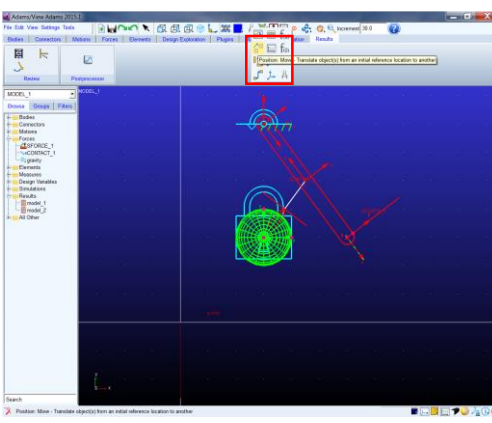 Adams/View Adams 2015.1
File Edit View Settings Tools
Increment 30.0
Bodies Connectors Motions Forces Elements Design Exploration Plugins Results
Position: Move - Translate object(s) from an initial reference location to another
Review Postprocessor
MODEL_1
MODEL_1
Browse Groups Filters
Bodies
Connectors
Motions
Forces
SFORCE_1
CONTACT_1
gravity
Elements
Measures
Design Variables
Simulations
Results
model_1
model_2
All Other
Search
Position: Move - Translate object(s) from an initial reference location to another